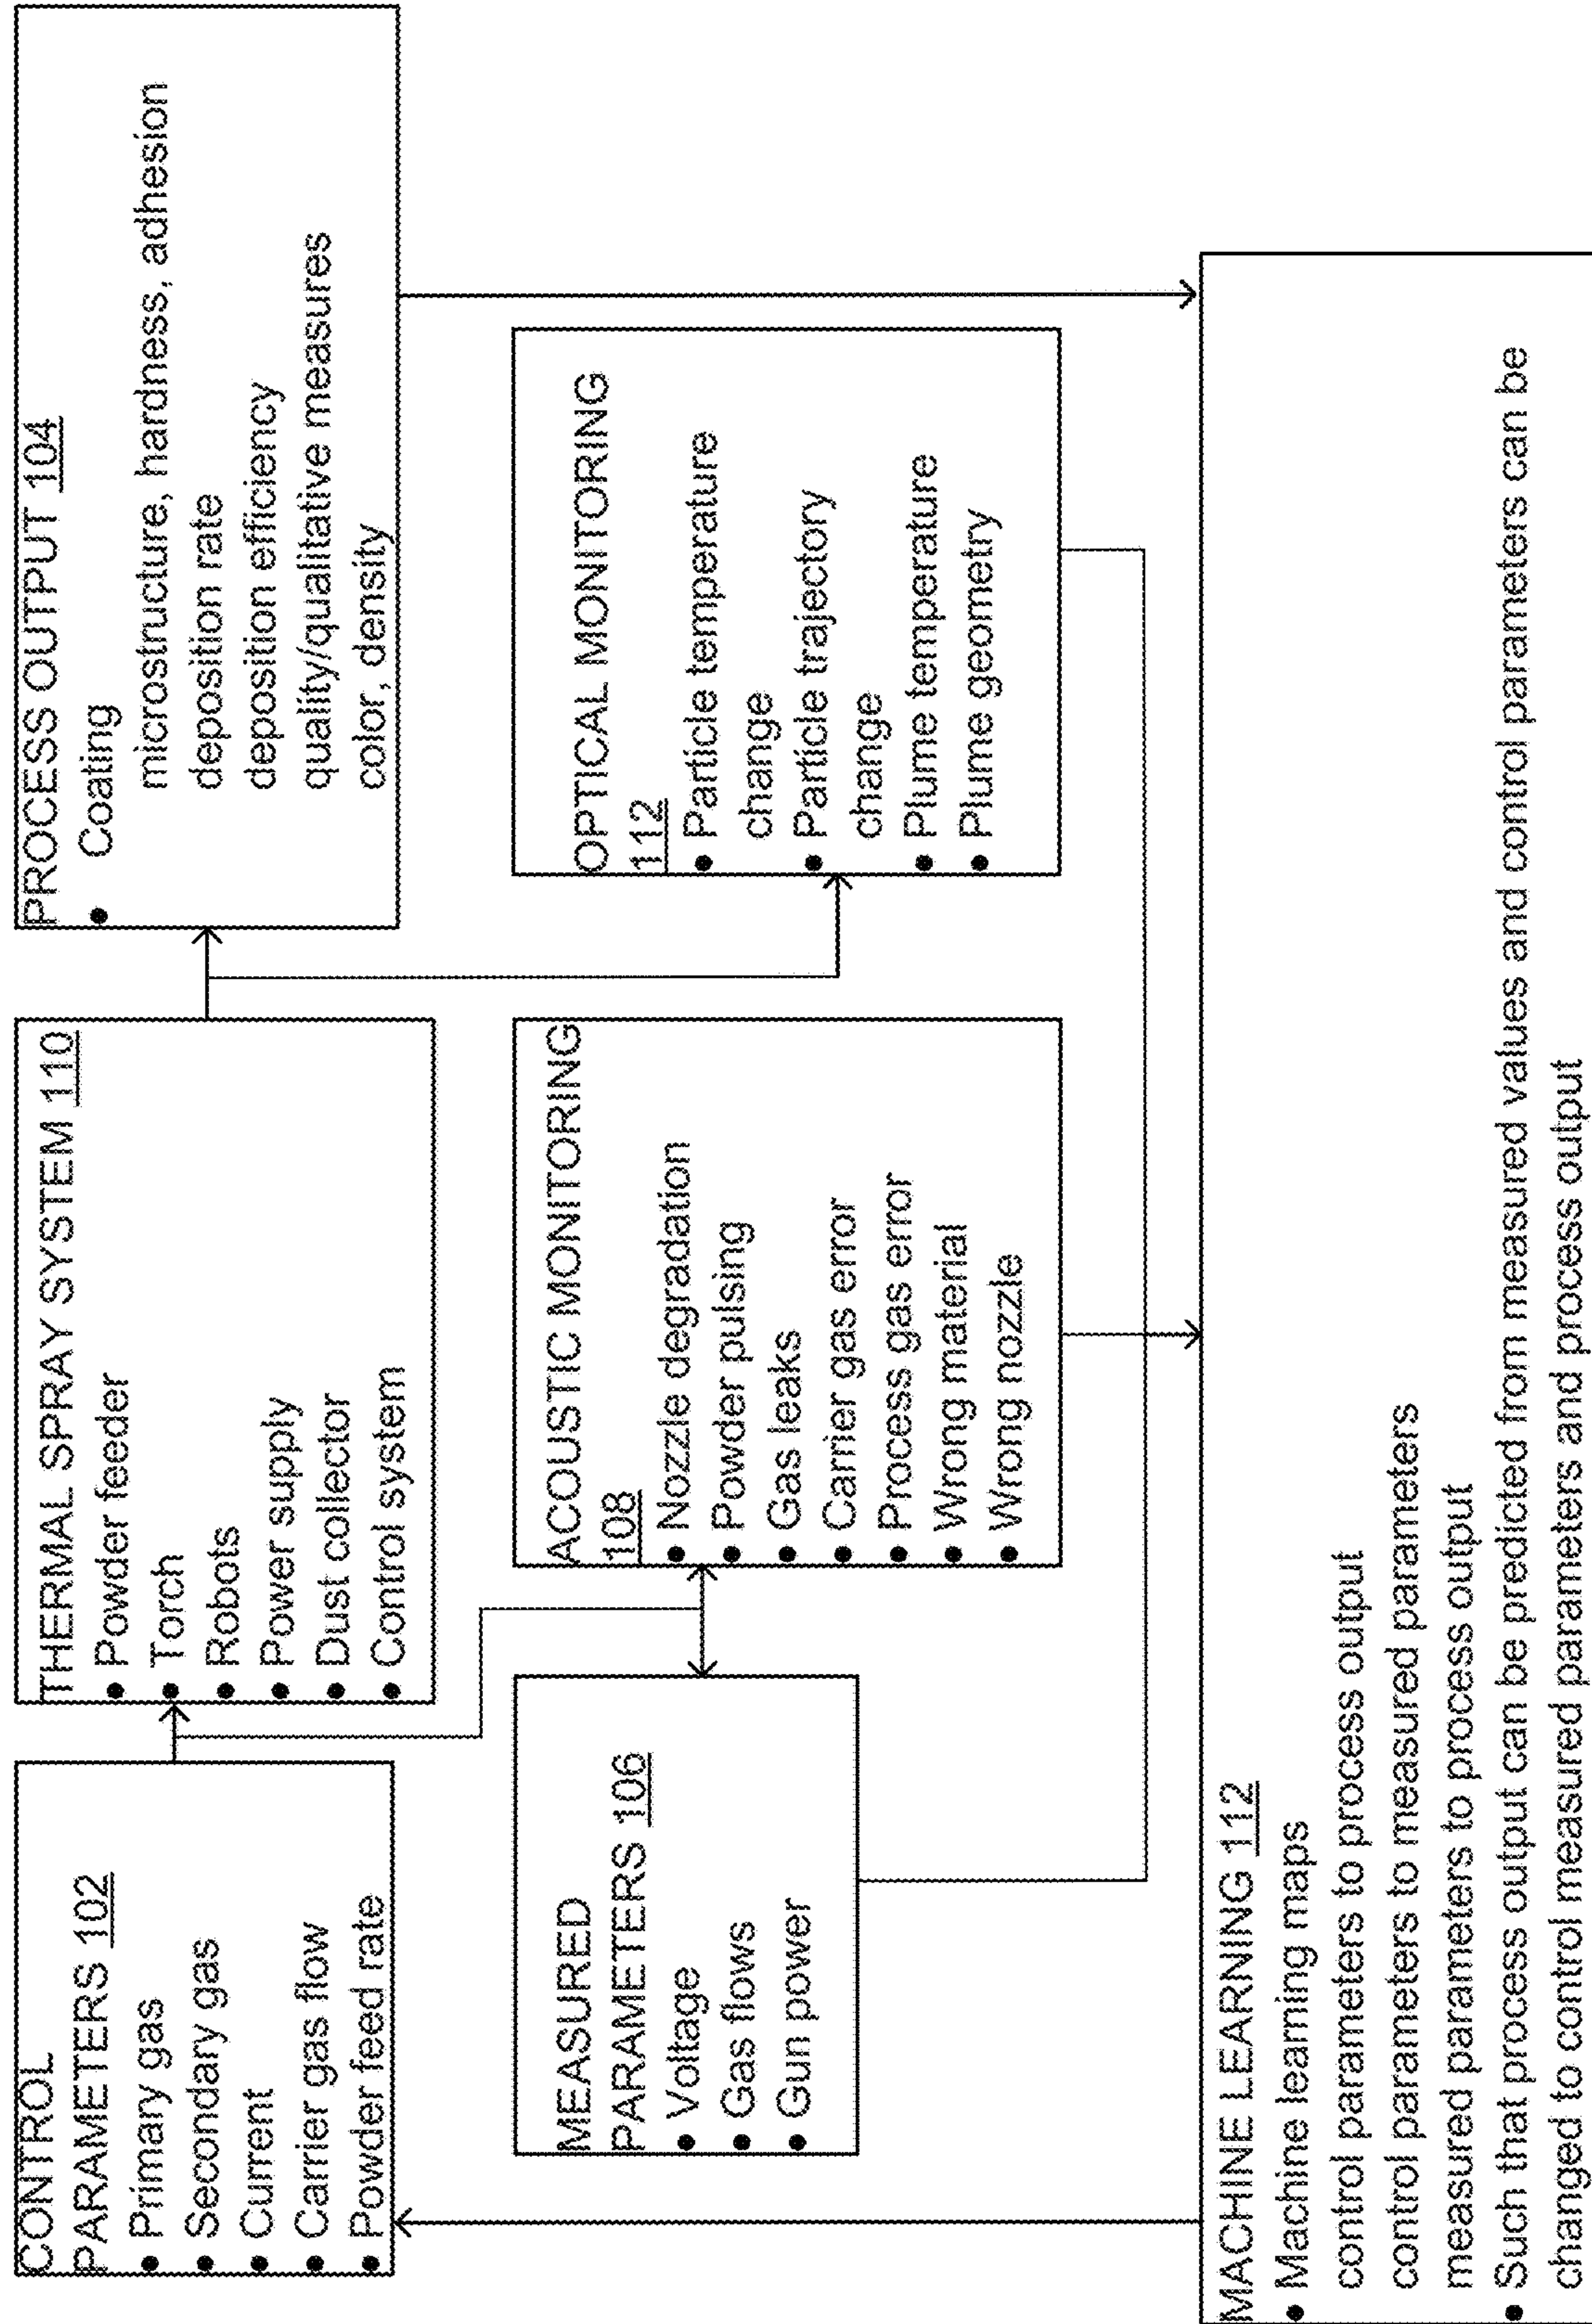 CONTROL
PARAMETERS 102
● Primary gas
● Secondary gas
● Current
● Carrier gas flow
● Powder feed rate
THERMAL SPRAY SYSTEM 110
● Powder feeder
● Torch
● Robots
● Power supply
● Dust collector
● Control system
PROCESS OUTPUT 104
● Coating
microstructure, hardness, adhesion
deposition rate
deposition efficiency
quality/qualitative measures
color, density
MEASURED
PARAMETERS 106
● Voltage
● Gas flows
● Gun power
ACOUSTIC MONITORING
108
● Nozzle degradation
● Powder pulsing
● Gas leaks
● Carrier gas error
● Process gas error
● Wrong material
● Wrong nozzle
OPTICAL MONITORING
112
● Particle temperature
change
● Particle trajectory
change
● Plume temperature
● Plume geometry
MACHINE LEARNING 112
● Machine learning maps
control parameters to process output
control parameters to measured parameters
measured parameters to process output
● Such that process output can be predicted from measured values and control parameters can be
changed to control measured parameters and process output